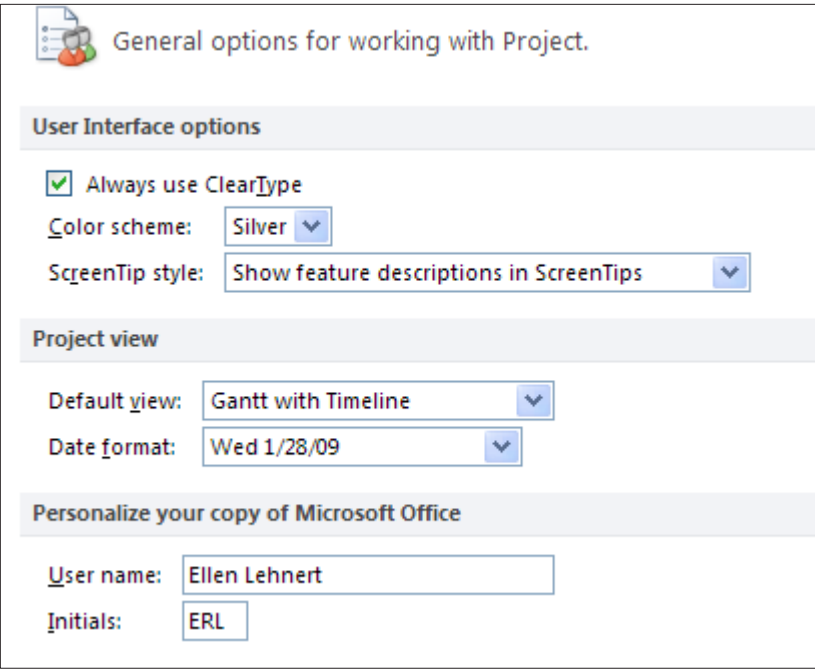 General options for working with Project.
User Interface options
Always use ClearType
Color scheme: Silver
ScreenTip style: Show feature descriptions in ScreenTips
Project view
Default view: Gantt with Timeline
Date format: Wed 1/28/09
Personalize your copy of Microsoft Office
User name: Ellen Lehnert
Initials: ERL